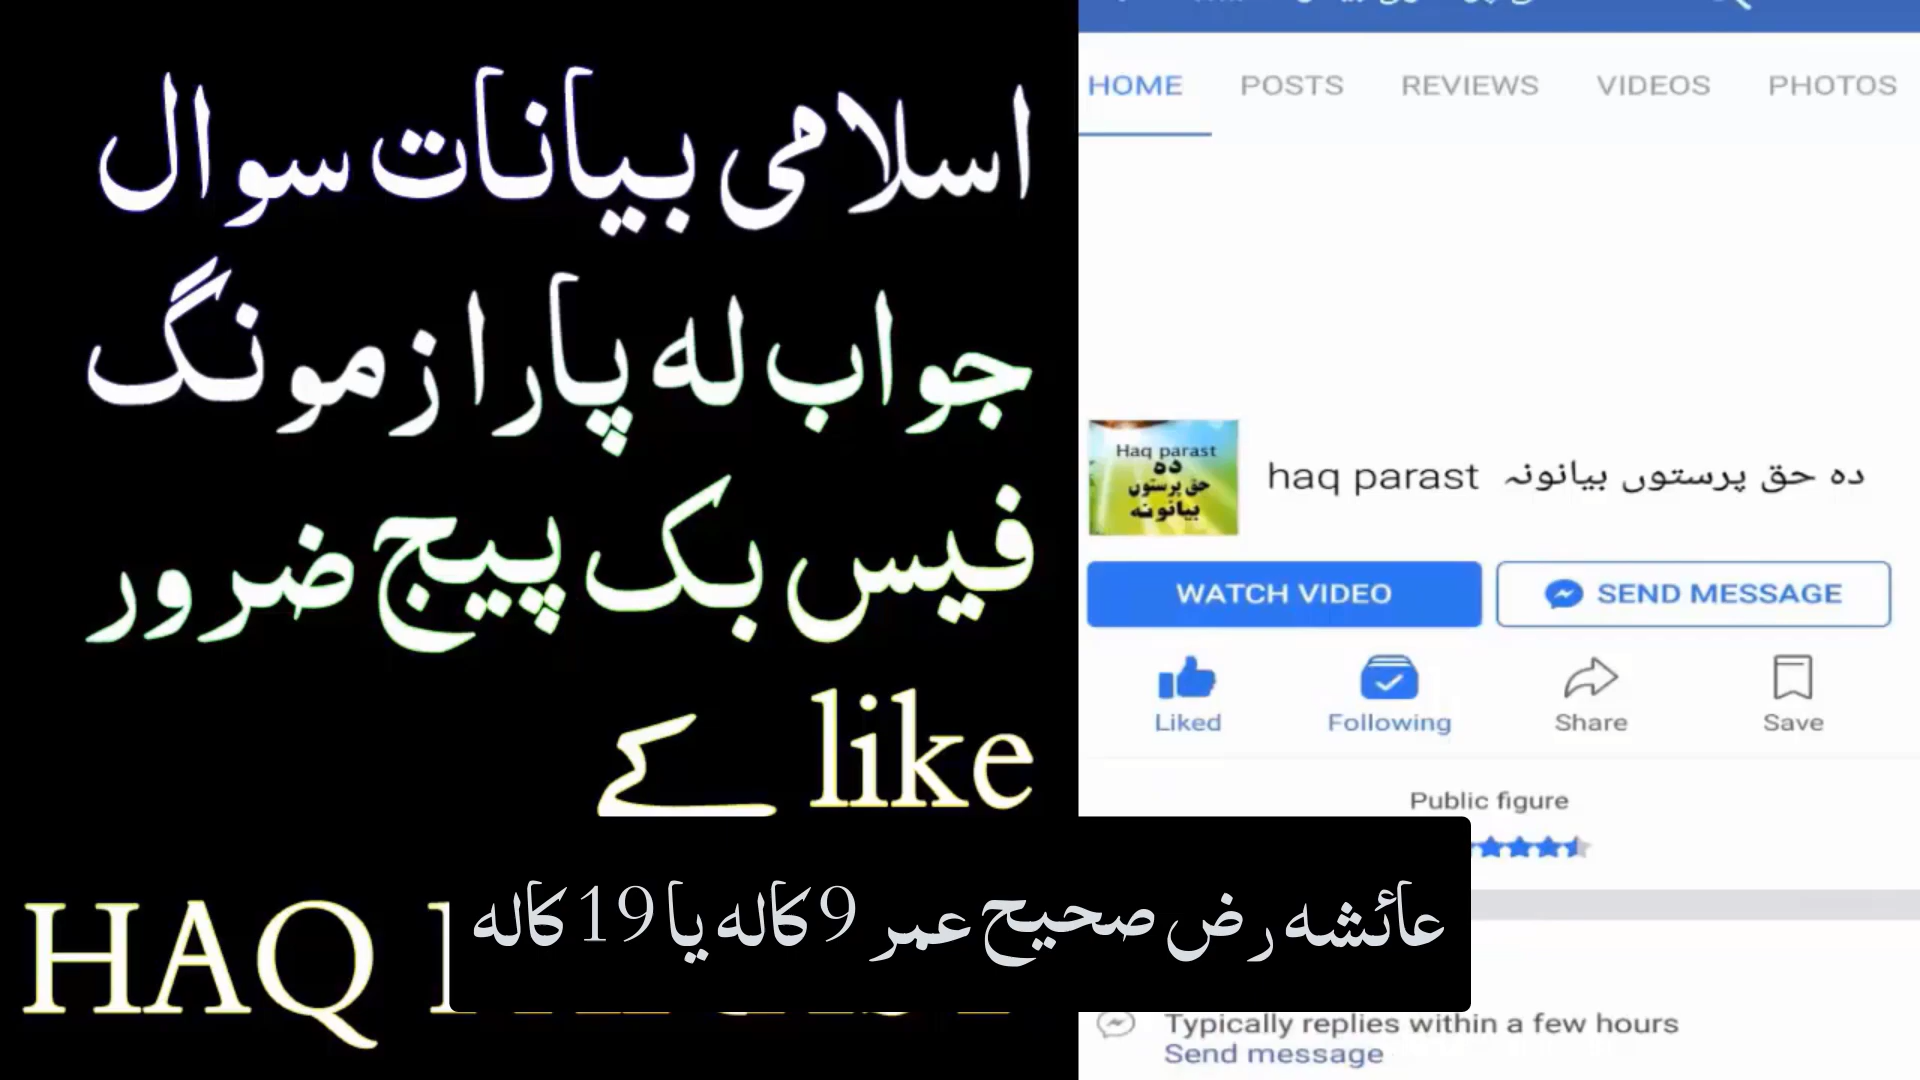 اسلامی بیانات سوال
جواب له پارا زمونگ
فیس بک پیج ضرور
like کے
HAQ
عائشه رض صحیح عمر 9 کاله یا 19 کاله
HOME POSTS REVIEWS VIDEOS PHOTOS
Haq parast
ده
حق پرستوں
بیانونه
haq parast ده حق پرستوں بیانونہ
WATCH VIDEO
SEND MESSAGE
Liked Following Share Save
Public figure
Typically replies within a few hours
Send message